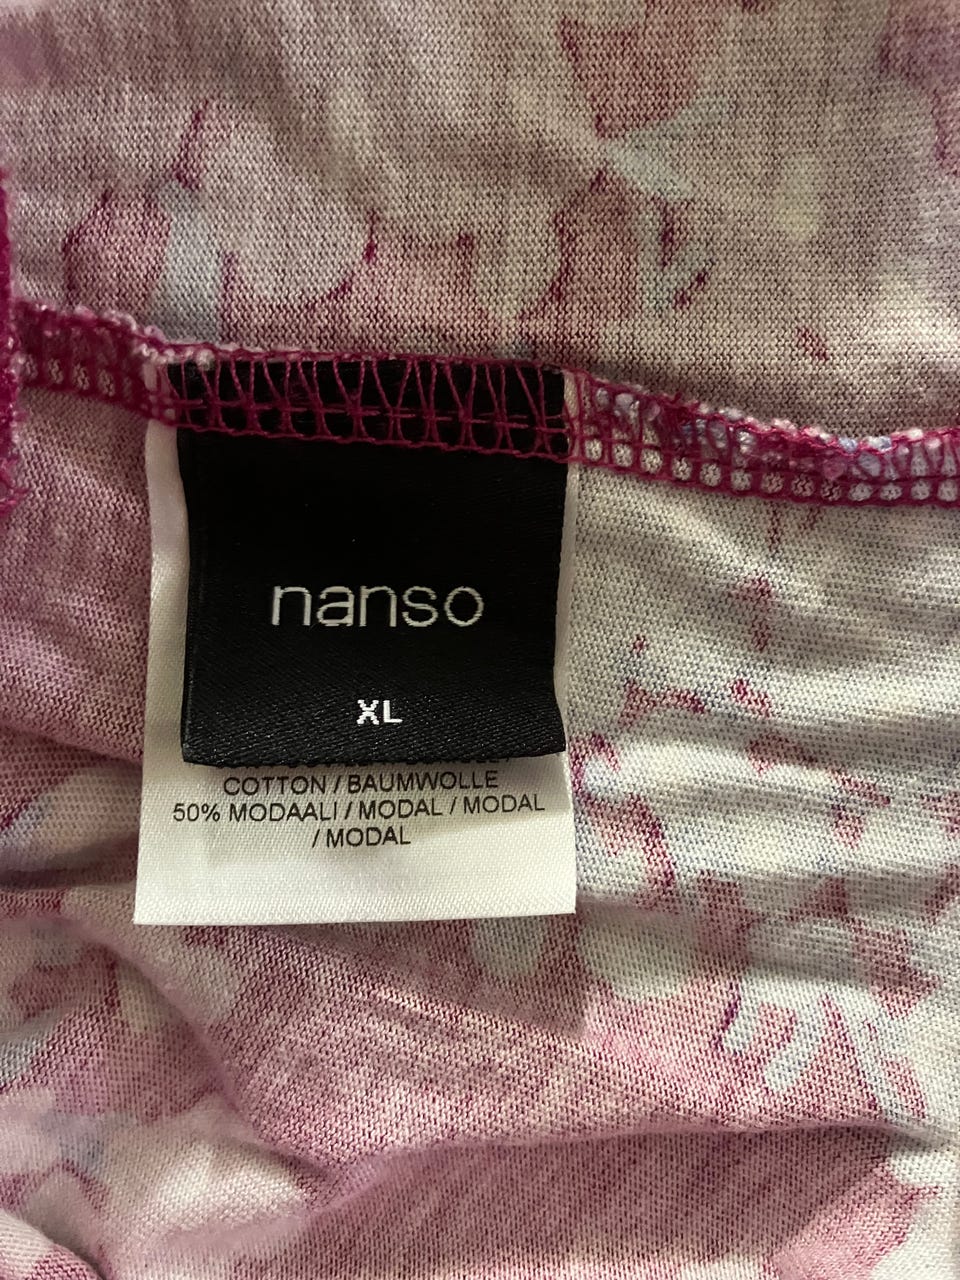 nanso
XL
COTTON / BAUMWOLLE
50% MODAALI / MODAL / MODAL
/ MODAL